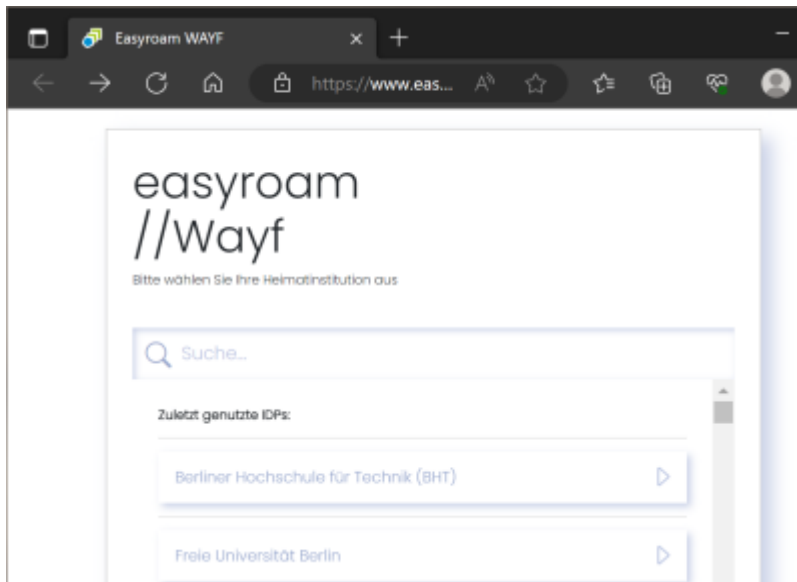 Easyroam WAYF
https://www.eas...
easyroam
//Wayf
Bitte wählen Sie Ihre Heimatinstitution aus
Suche...
Zuletzt genutzte IDPs:
Berliner Hochschule für Technik (BHT)
Freie Universität Berlin